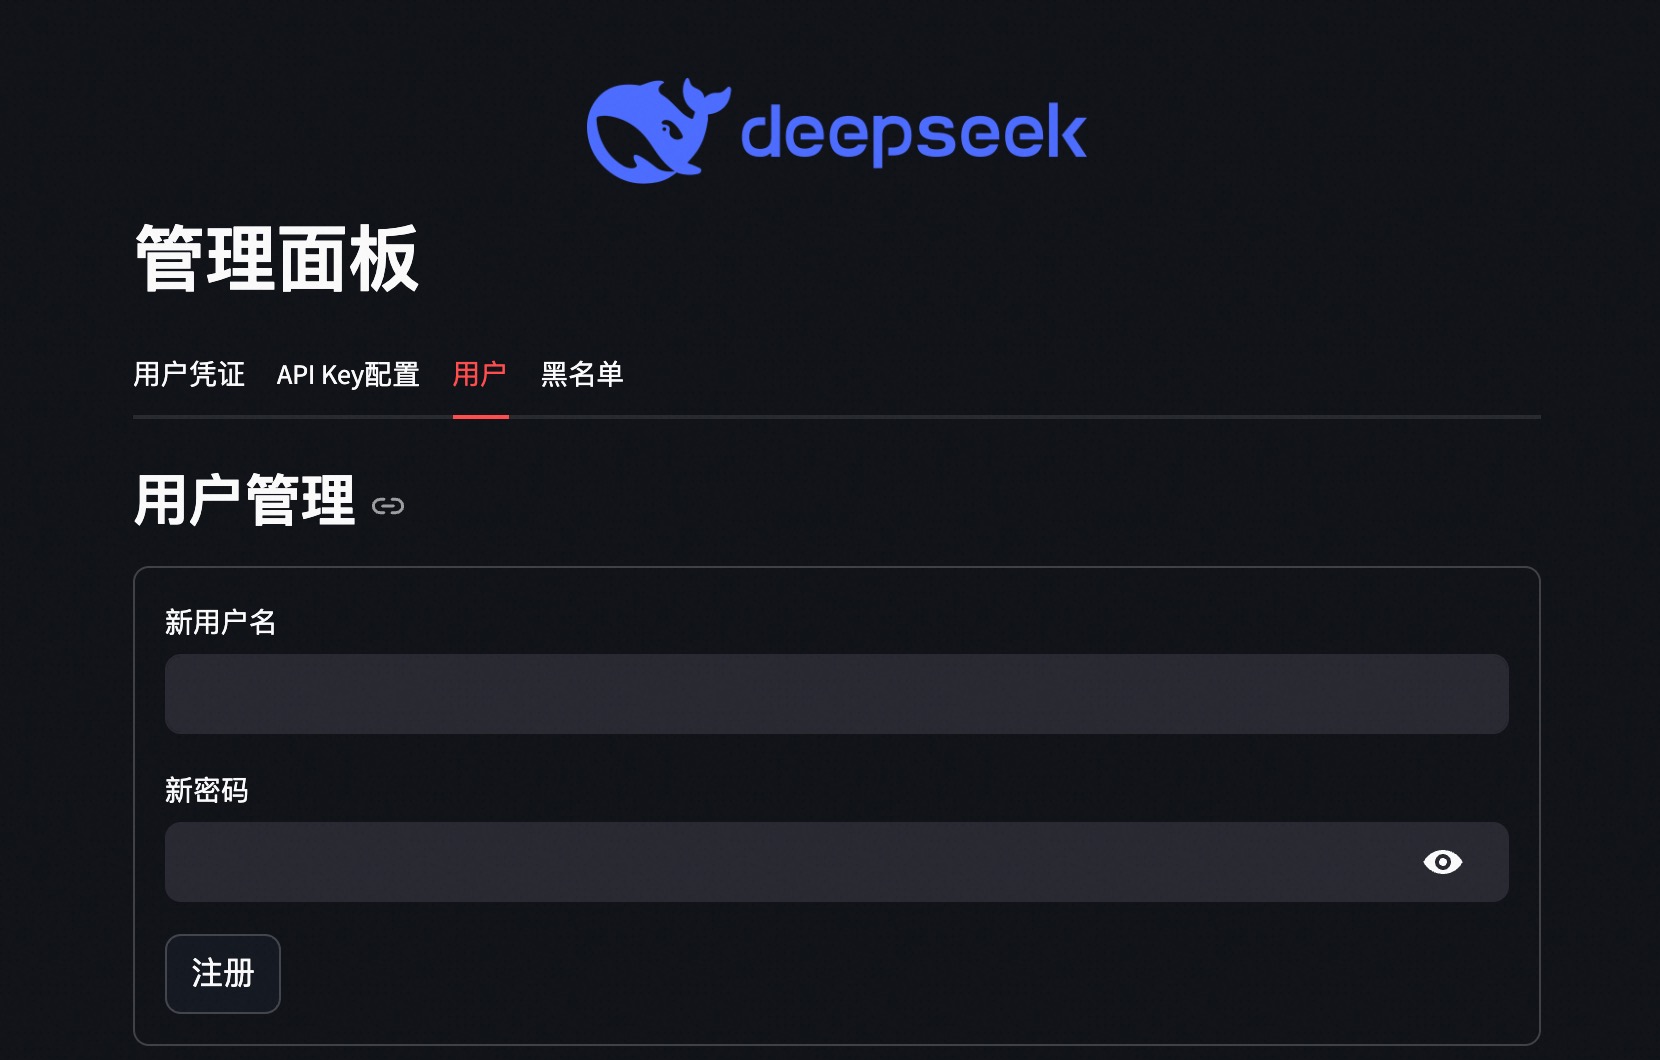 deepseek
管理面板
用户凭证 API Key配置 用户 黑名单
用户管理
新用户名
新密码
注册